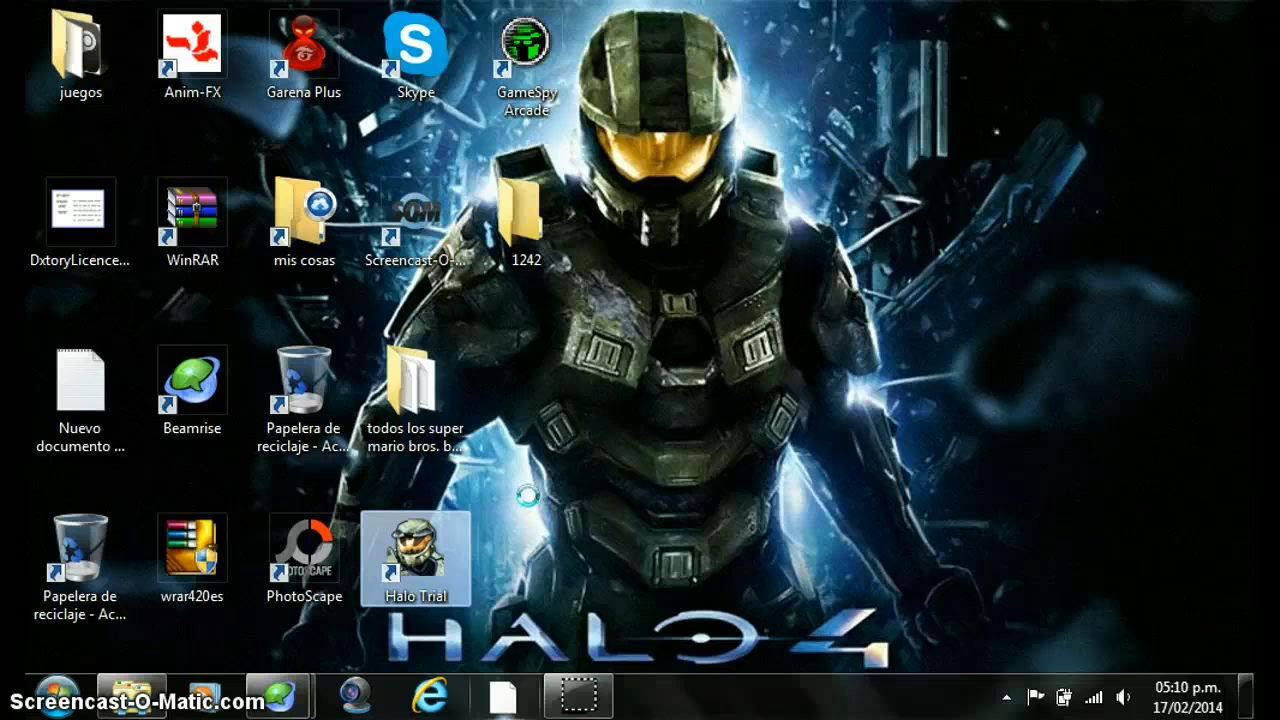 juegos
Anim-FX
Garena Plus
Skype
GameSpy
Arcade
DxtoryLicence...
WinRAR
mis cosas
SOM
Screencast-O-...
1242
Nuevo
documento ...
Beamrise
Papelera de
reciclaje - Ac...
todos los super
mario bros. b...
Papelera de
reciclaje - Ac...
wrar420es
PHOTOSCAPE
PhotoScape
Halo Trial
HALO 4
Screencast-O-Matic.com
05:10 p.m.
17/02/2014